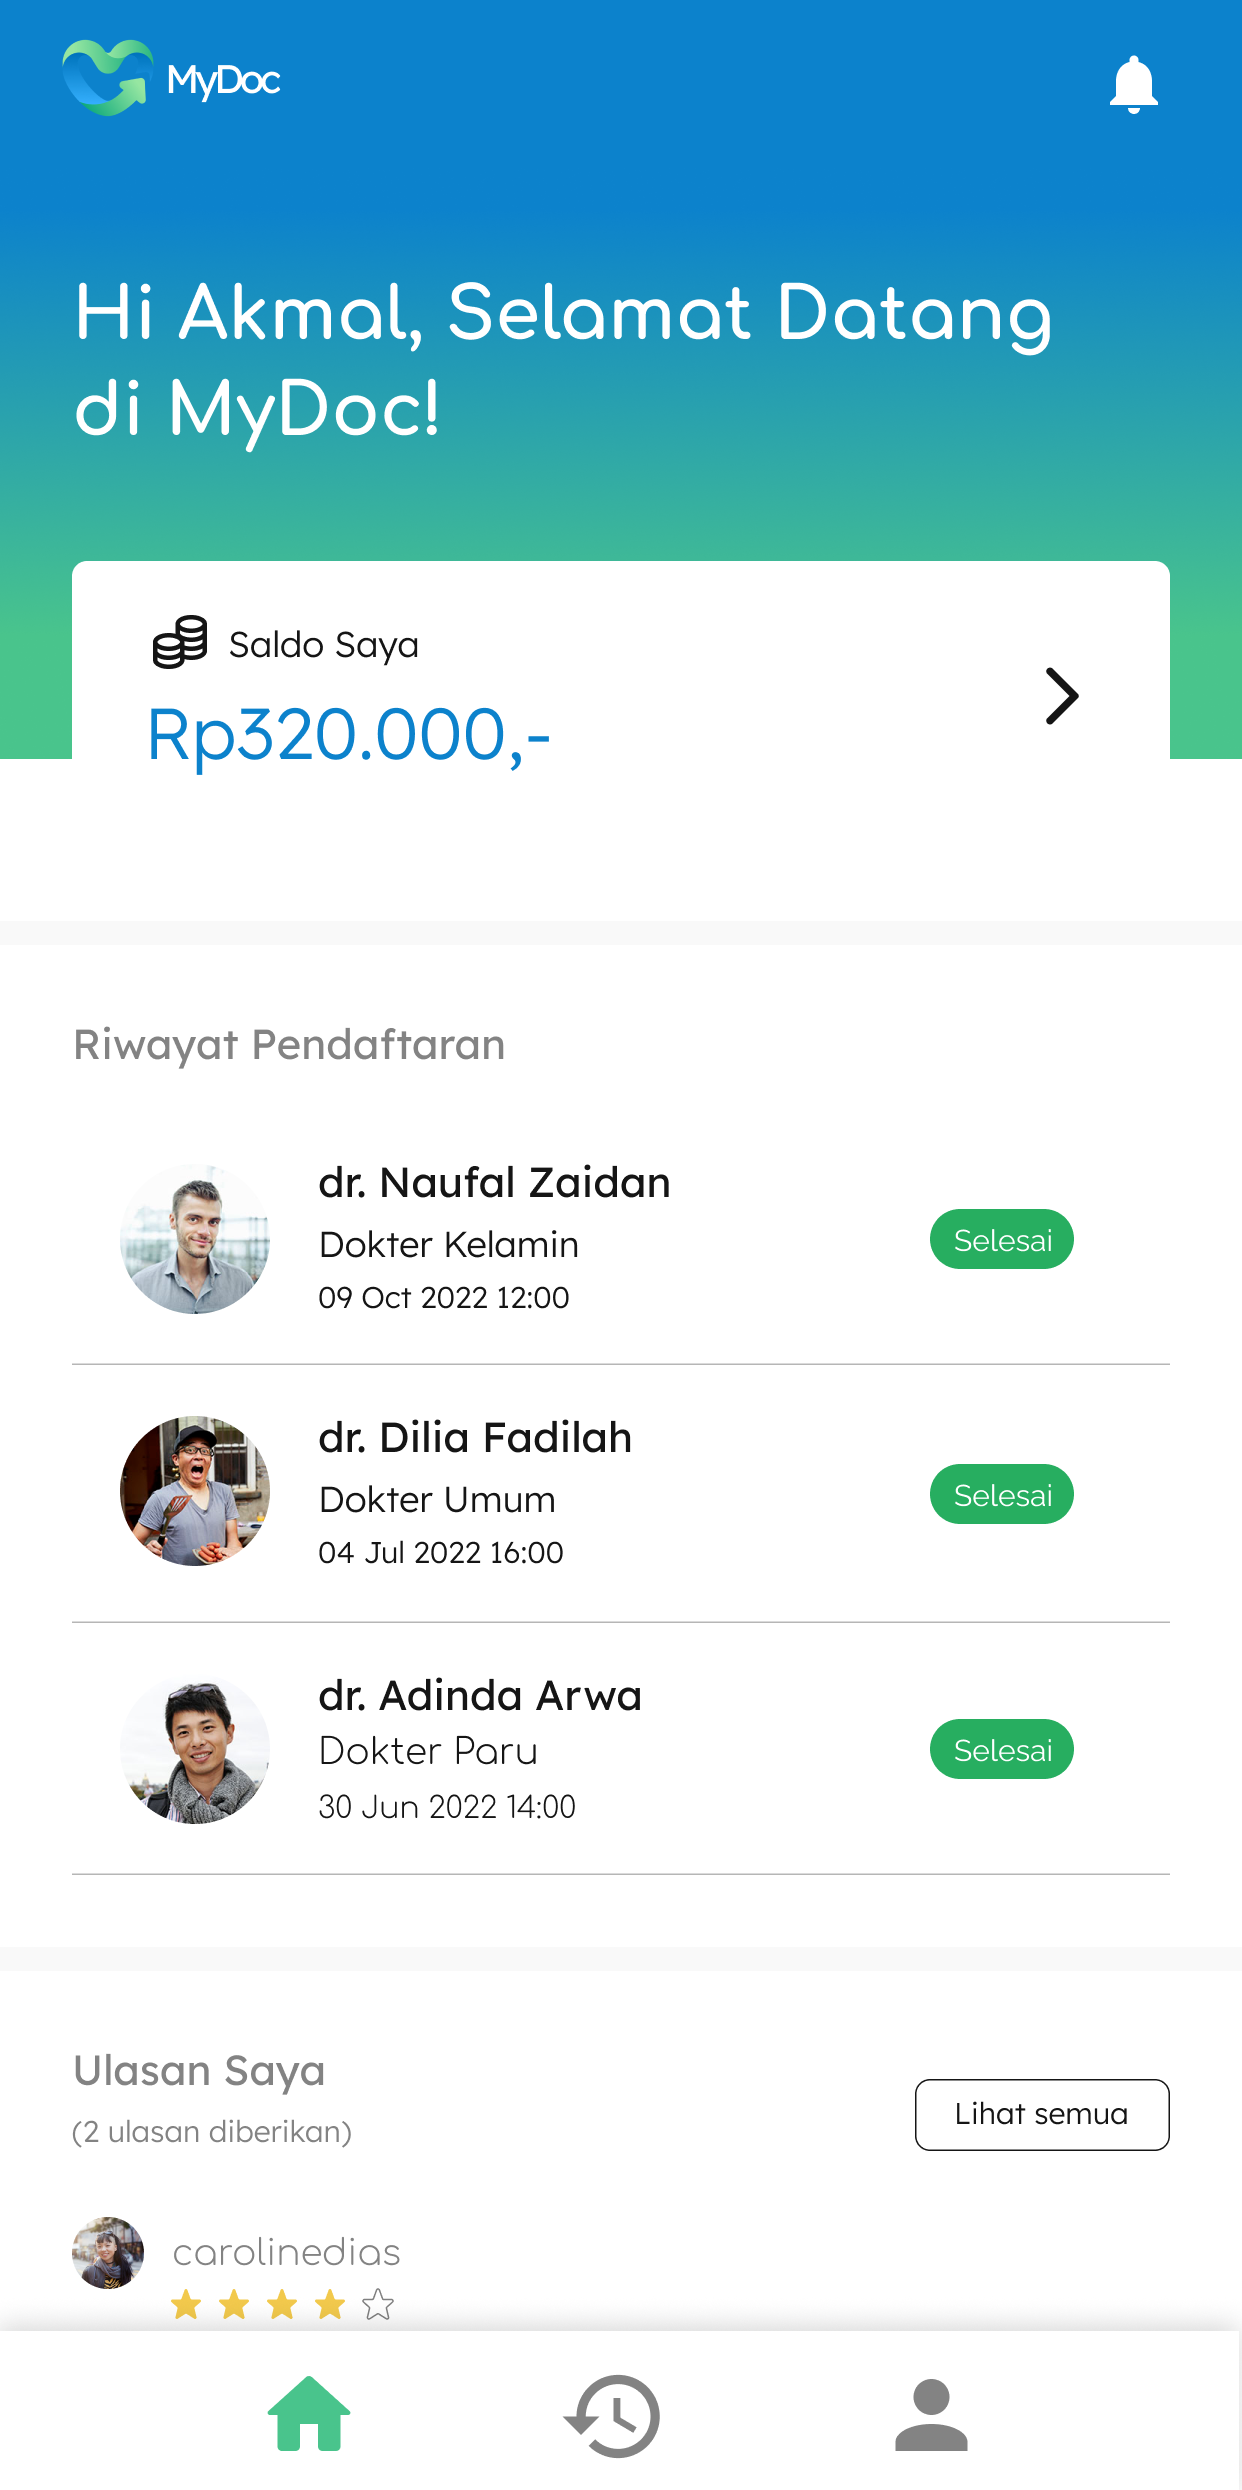 MyDoc
Hi Akmal, Selamat Datang
di MyDoc!
Saldo Saya
Rp320.000,-
Riwayat Pendaftaran
dr. Naufal Zaidan
Dokter Kelamin
09 Oct 2022 12:00
Selesai
dr. Dilia Fadilah
Dokter Umum
04 Jul 2022 16:00
Selesai
dr. Adinda Arwa
Dokter Paru
30 Jun 2022 14:00
Selesai
Ulasan Saya
(2 ulasan diberikan)
Lihat semua
carolinedias